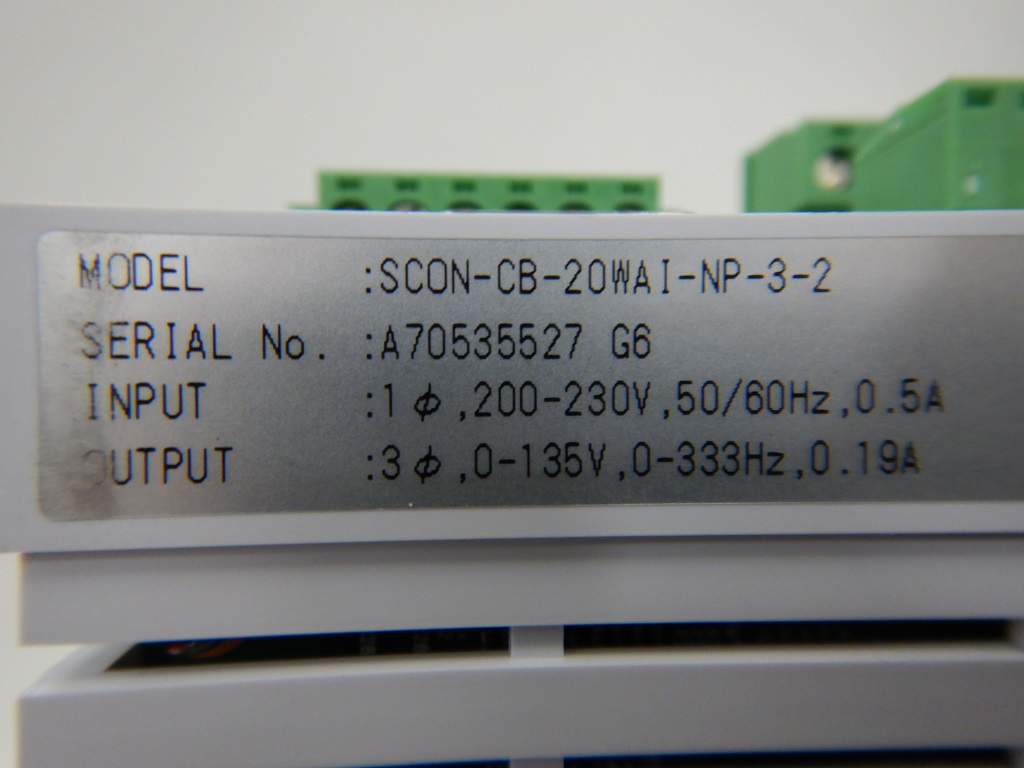 MODEL :SCON-CB-20WAI-NP-3-2
SERIAL No. :A70535527 G6
INPUT :1φ,200-230V,50/60Hz,0.5A
OUTPUT :3φ,0-135V,0-333Hz,0.19A